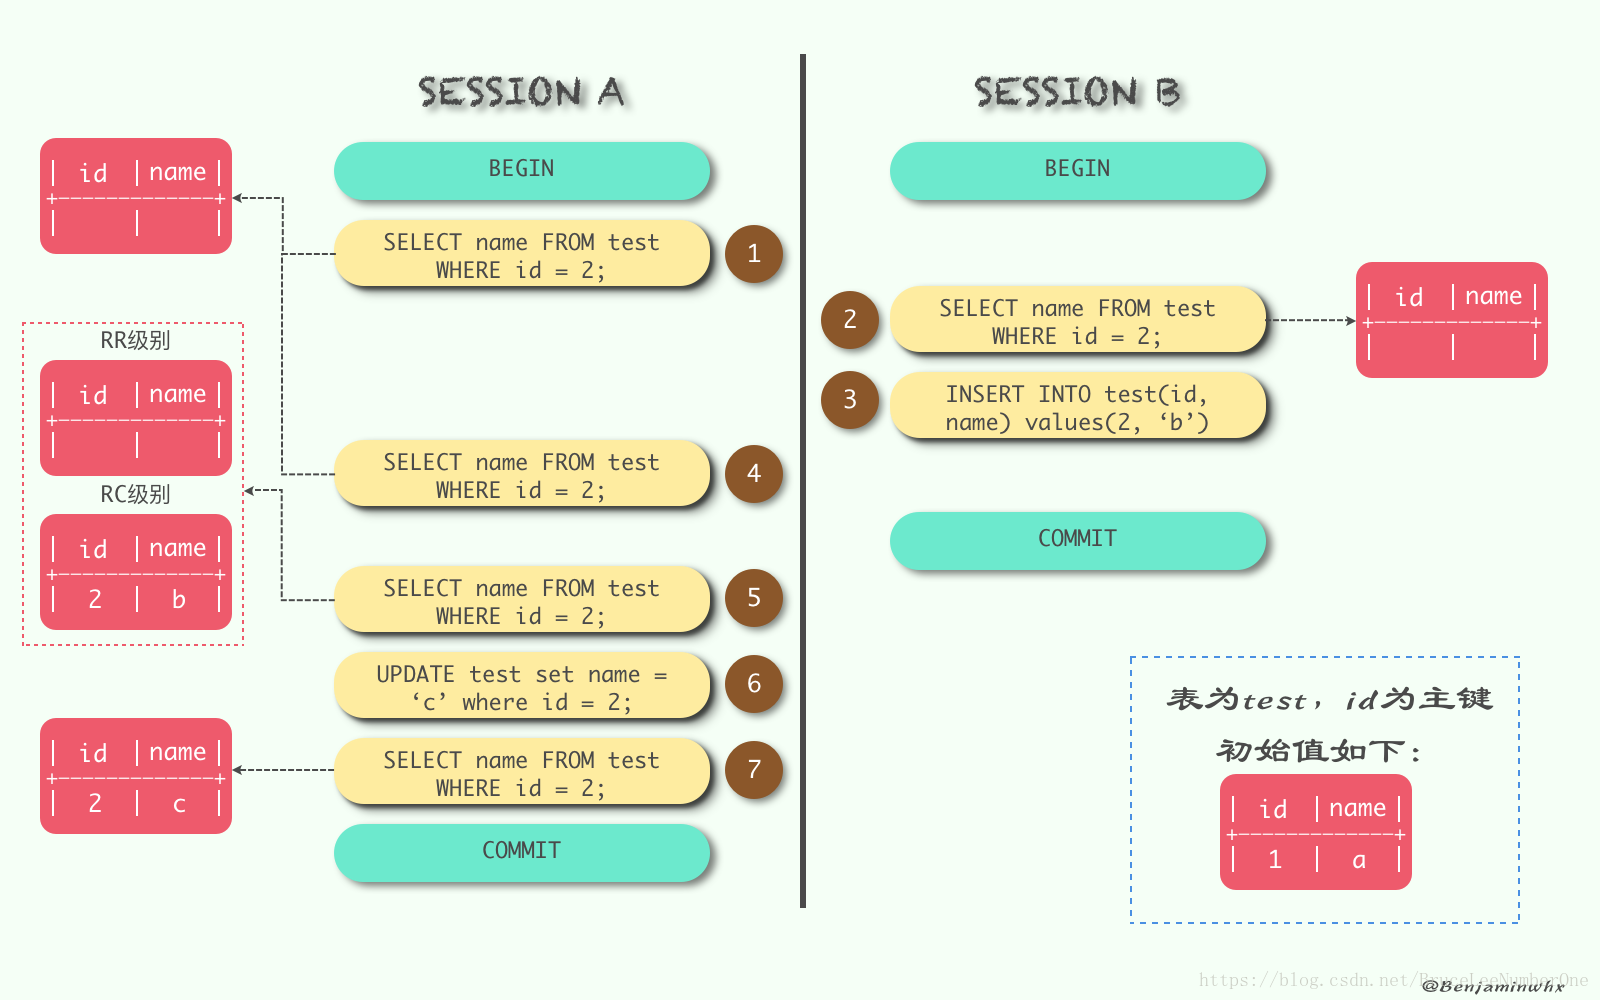 SESSION A
SESSION B
BEGIN
BEGIN
| id | name |
+-------------+
| | |
SELECT name FROM test
WHERE id = 2;
1
2
SELECT name FROM test
WHERE id = 2;
| id | name |
+-------------+
| | |
3
INSERT INTO test(id,
name) values(2, ‘b’)
RR级别
| id | name |
+-------------+
| | |
SELECT name FROM test
WHERE id = 2;
4
RC级别
| id | name |
+-------------+
| 2 | b |
COMMIT
SELECT name FROM test
WHERE id = 2;
5
UPDATE test set name =
‘c’ where id = 2;
6
| id | name |
+-------------+
| 2 | c |
SELECT name FROM test
WHERE id = 2;
7
COMMIT
表为test，id为主键
初始值如下：
| id | name |
+-------------+
| 1 | a |
https://blog.csdn.net/BruceLeeNumberOne
@Benjaminwhx